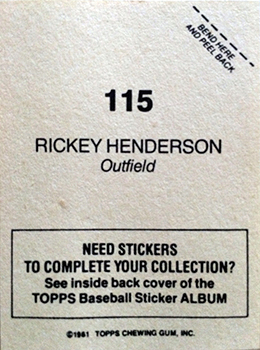 BEND HERE
AND PEEL BACK
115
RICKEY HENDERSON
Outfield
NEED STICKERS
TO COMPLETE YOUR COLLECTION?
See inside back cover of the
TOPPS Baseball Sticker ALBUM
©1981 TOPPS CHEWING GUM, INC.